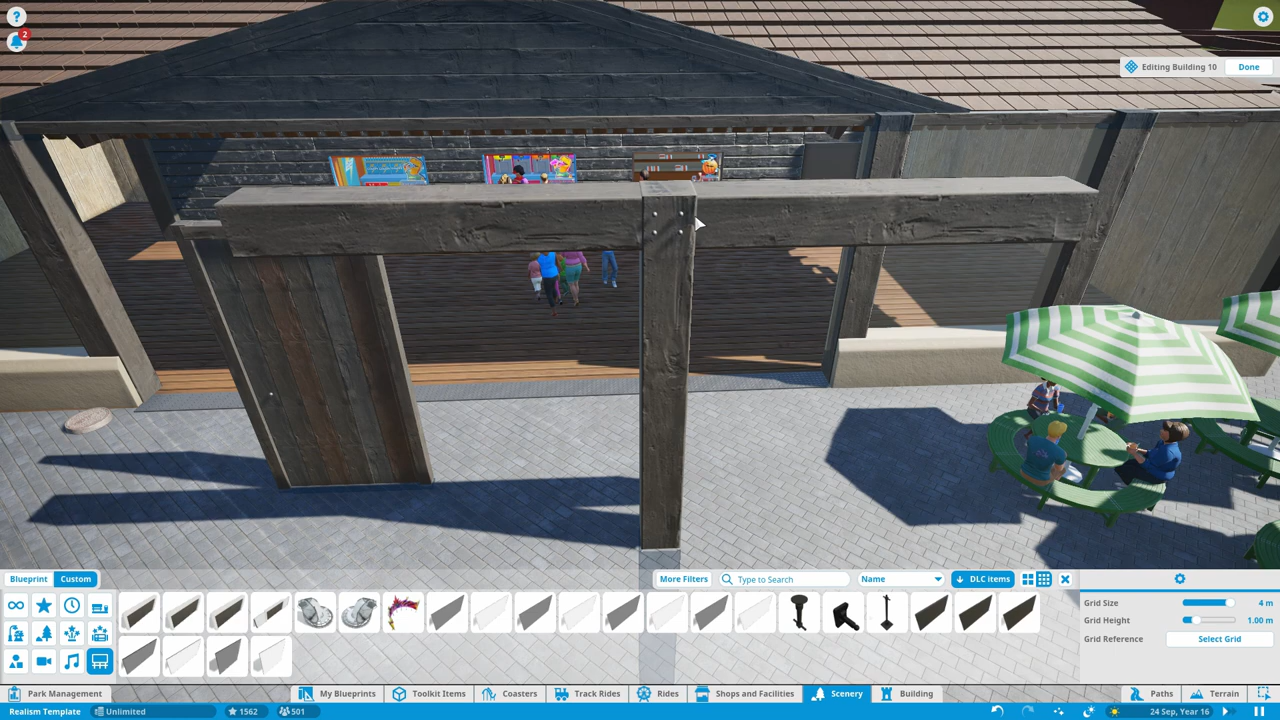 ?
2
Editing Building 10 Done
Blueprint Custom More Filters Type to Search Name DLC items
Grid Size 4 m
Grid Height 1.00 m
Grid Reference Select Grid
Park Management My Blueprints Toolkit Items Coasters Track Rides Rides Shops and Facilities Scenery Building Paths Terrain
Realism Template Unlimited 1562 501 24 Sep, Year 16